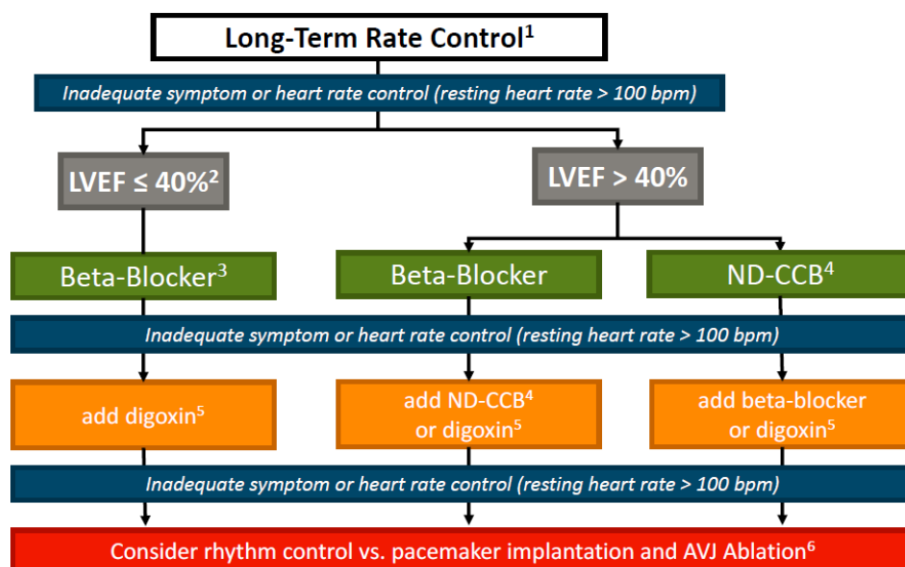 Long-Term Rate Control¹
Inadequate symptom or heart rate control (resting heart rate > 100 bpm)
LVEF ≤ 40%²
LVEF > 40%
Beta-Blocker³
Beta-Blocker
ND-CCB⁴
Inadequate symptom or heart rate control (resting heart rate > 100 bpm)
add digoxin⁵
add ND-CCB⁴
or digoxin⁵
add beta-blocker
or digoxin⁵
Inadequate symptom or heart rate control (resting heart rate > 100 bpm)
Consider rhythm control vs. pacemaker implantation and AVJ Ablation⁶